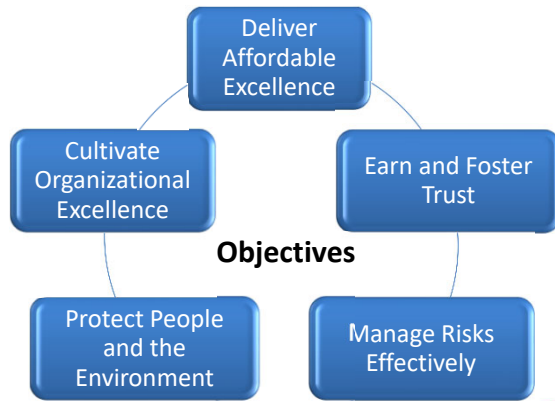 Deliver
Affordable
Excellence
Cultivate
Organizational
Excellence
Earn and Foster
Trust
Objectives
Protect People
and the
Environment
Manage Risks
Effectively